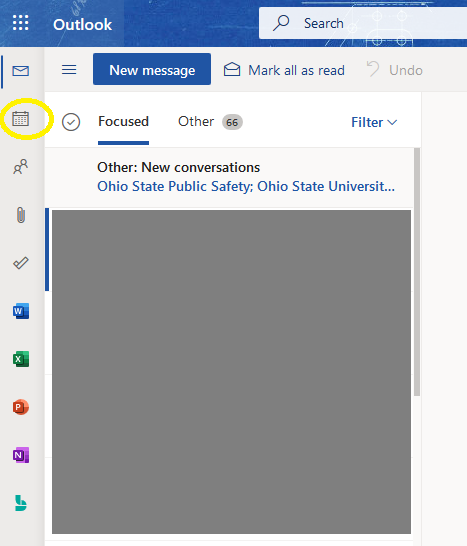 Outlook
Search
New message
Mark all as read
Undo
Focused
Other 66
Filter
Other: New conversations
Ohio State Public Safety; Ohio State Universit...
W
X
P
N